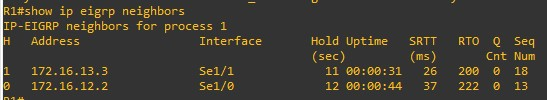 R1#show ip eigrp neighbors
IP-EIGRP neighbors for process 1
H   Address                 Interface       Hold Uptime   SRTT   RTO  Q  Seq
                                            (sec)         (ms)       Cnt Num
1   172.16.13.3             Se1/1             11 00:00:31   26   200  0  18
0   172.16.12.2             Se1/0             12 00:00:44   37   222  0  13
R1#